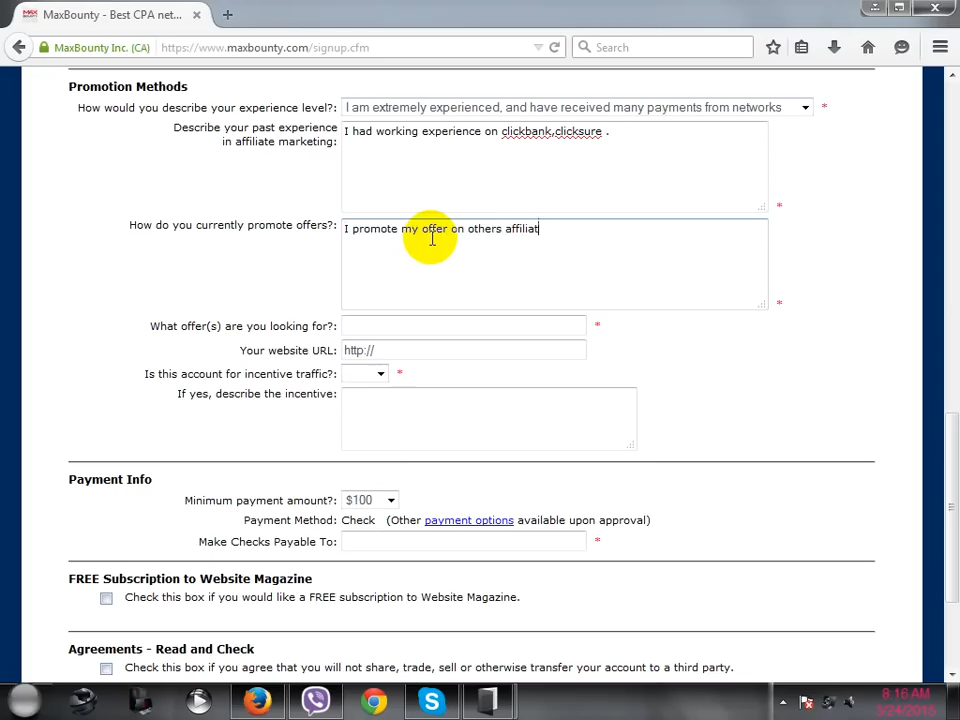 MaxBounty - Best CPA net...
MaxBounty Inc. (CA)
https://www.maxbounty.com/signup.cfm
Search
Promotion Methods
How would you describe your experience level?: I am extremely experienced, and have received many payments from networks *
Describe your past experience
in affiliate marketing:
I had working experience on clickbank,clicksure .
*
How do you currently promote offers?:
I promote my offer on others affiliat
*
What offer(s) are you looking for?: *
Your website URL: http://
Is this account for incentive traffic?: *
If yes, describe the incentive:
Payment Info
Minimum payment amount?: $100
Payment Method: Check (Other payment options available upon approval)
Make Checks Payable To: *
FREE Subscription to Website Magazine
Check this box if you would like a FREE subscription to Website Magazine.
Agreements - Read and Check
Check this box if you agree that you will not share, trade, sell or otherwise transfer your account to a third party.
8:16 AM
3/24/2015